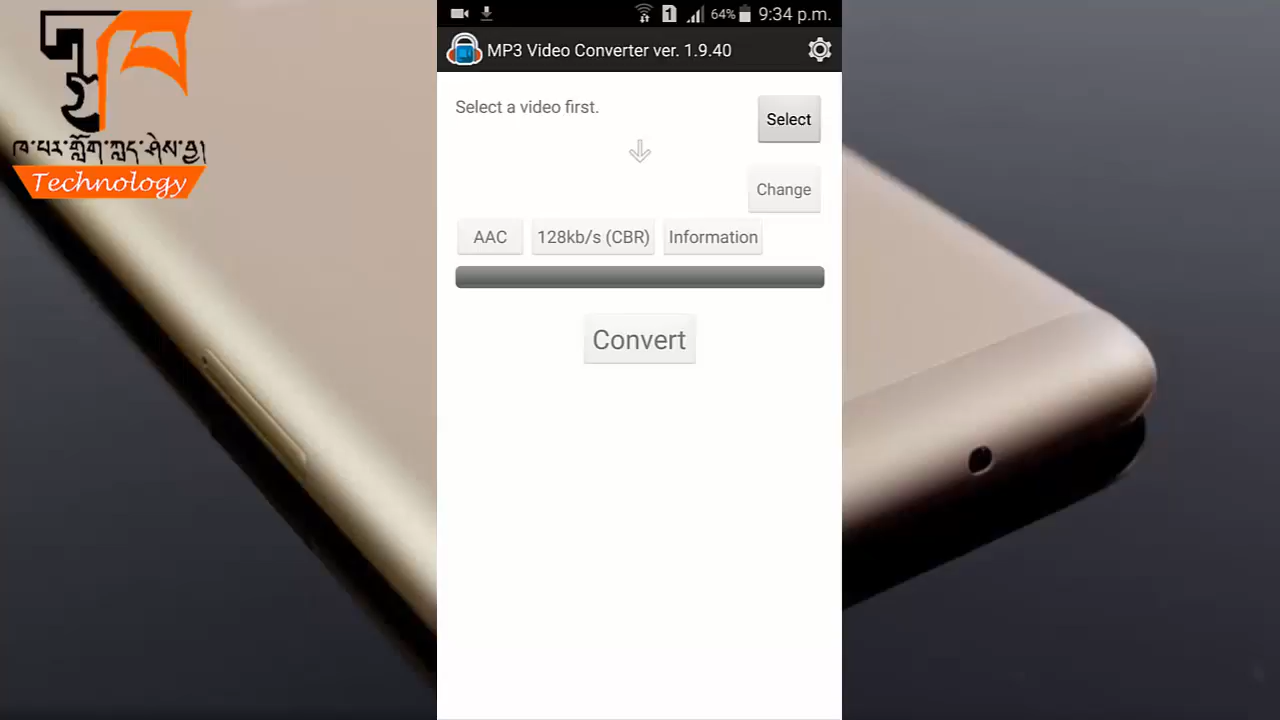 ཁ་པར་ཀློག་ཀླད་ཤེས་རྱ།
Technology
1
64%
9:34 p.m.
MP3 Video Converter ver. 1.9.40
Select a video first.
Select
Change
AAC
128kb/s (CBR)
Information
Convert